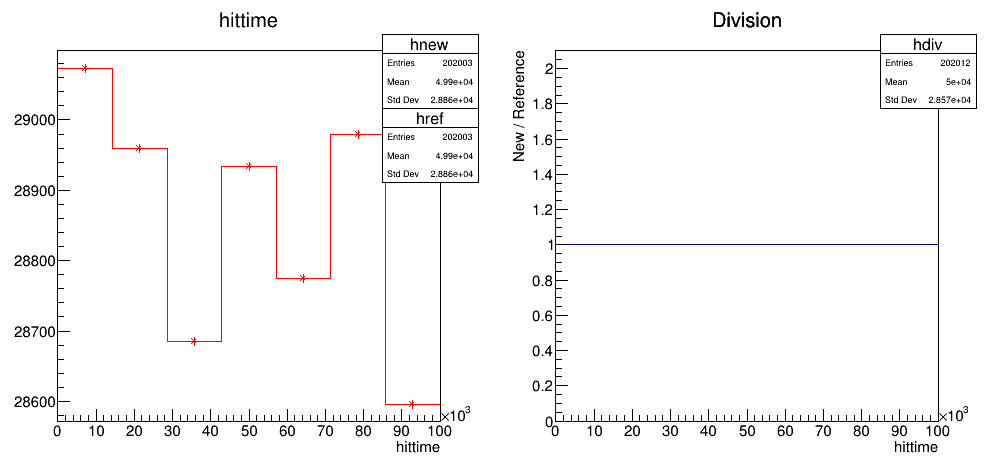 hittime
hnew
Entries 202003
Mean 4.99e+04
Std Dev 2.886e+04
href
Entries 202003
Mean 4.99e+04
Std Dev 2.886e+04
29000
28900
28800
28700
28600
0 10 20 30 40 50 60 70 80 90 100
×10³
hittime
Division
hdiv
Entries 202012
Mean 5e+04
Std Dev 2.857e+04
New / Reference
2
1.8
1.6
1.4
1.2
1
0.8
0.6
0.4
0.2
0
0 10 20 30 40 50 60 70 80 90 100
×10³
hittime